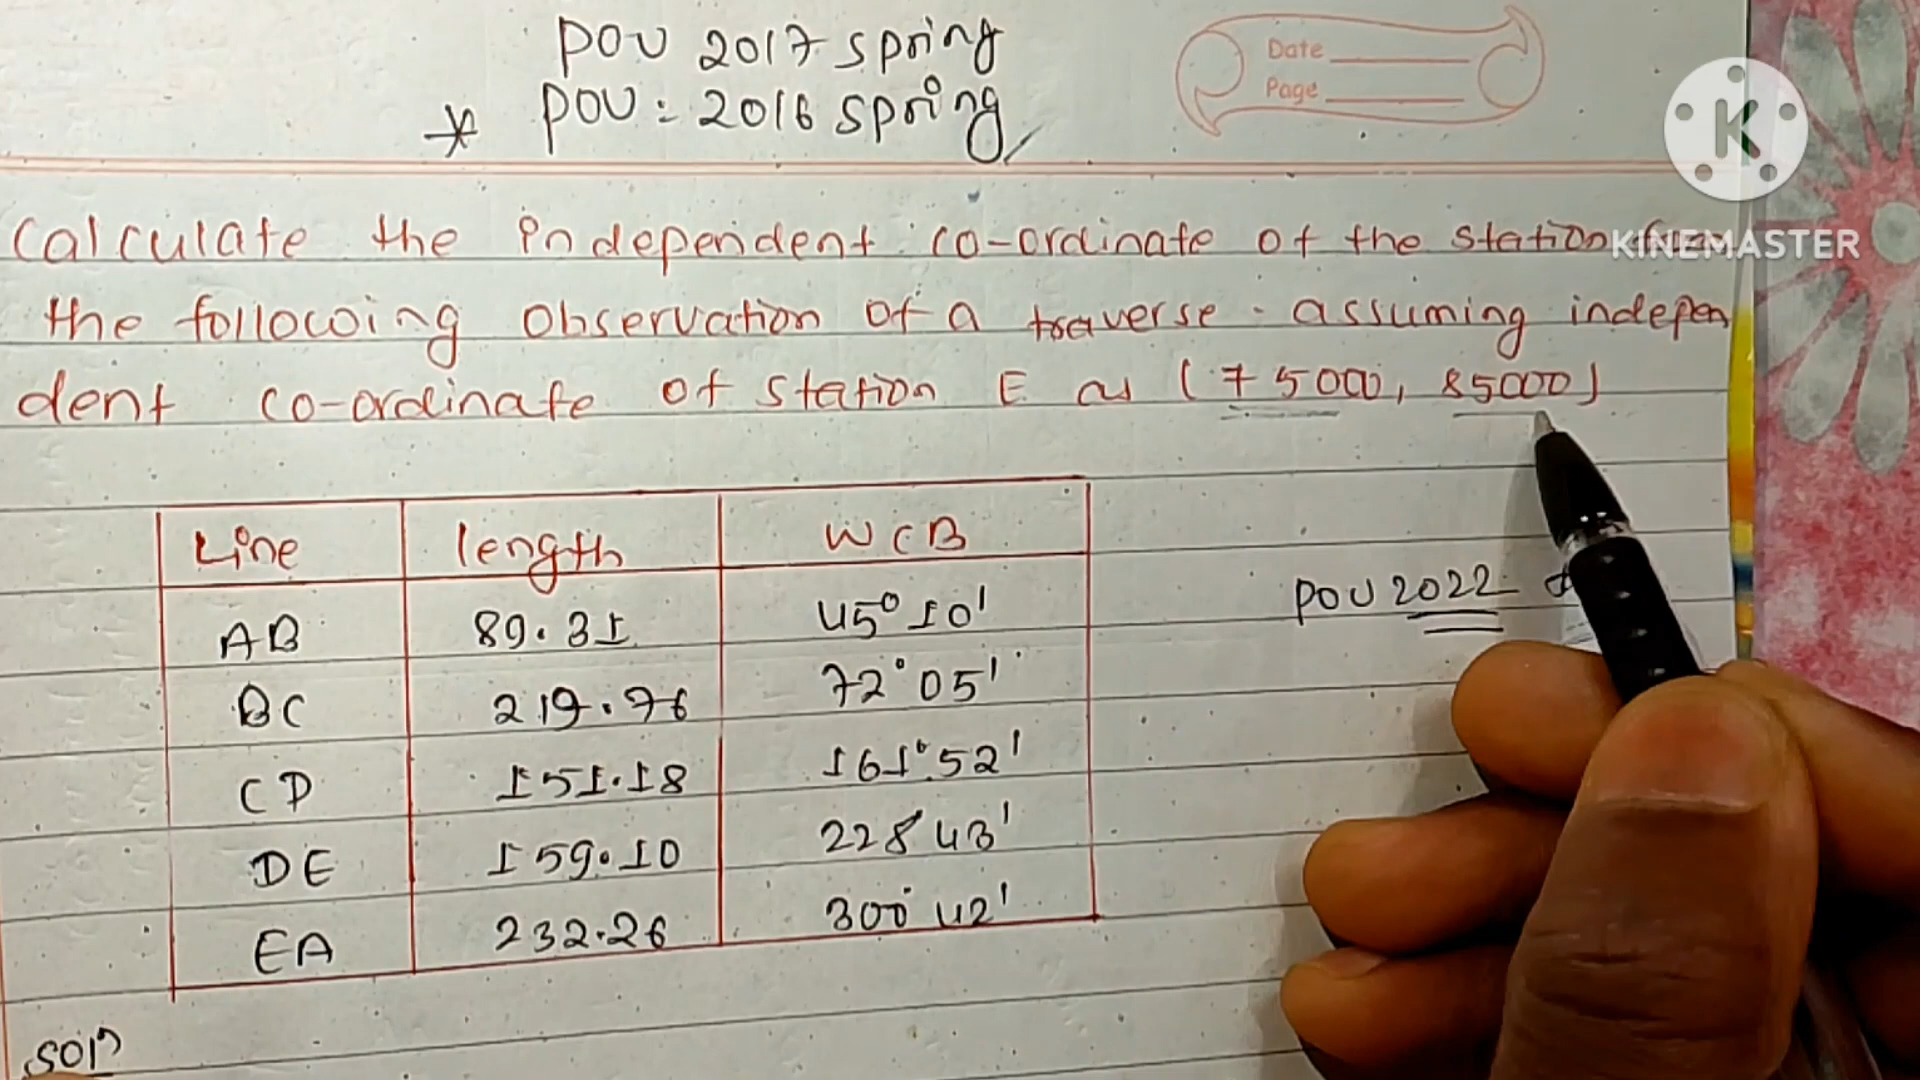 POU 2017 spring
* POU = 2016 spring
Date
Page
K
KINEMASTER
Calculate the independent co-ordinate of the station from
the following observation of a traverse. assuming indepen
dent co-ordinate of station E as (75000, 85000)
Line length WCB
AB 89.31 45°10'
BC 219.76 72°05'
CD 151.18 161°52'
DE 159.10 228°43'
EA 232.26 300°42'
POU 2022
Soln